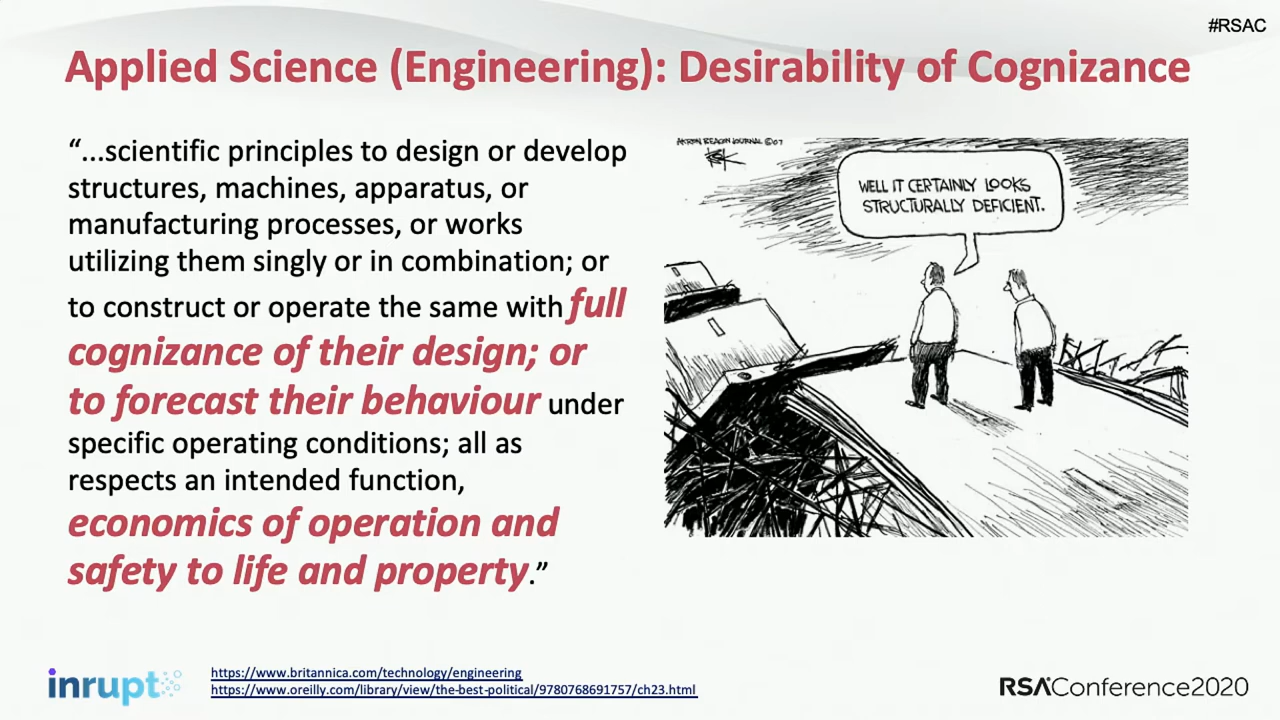 #RSAC
Applied Science (Engineering): Desirability of Cognizance
“...scientific principles to design or develop
structures, machines, apparatus, or
manufacturing processes, or works
utilizing them singly or in combination; or
to construct or operate the same with full
cognizance of their design; or
to forecast their behaviour under
specific operating conditions; all as
respects an intended function,
economics of operation and
safety to life and property.”
AKRON BEACON JOURNAL ©07
WELL IT CERTAINLY LOOKS
STRUCTURALLY DEFICIENT.
inrupt
https://www.britannica.com/technology/engineering
https://www.oreilly.com/library/view/the-best-political/9780768691757/ch23.html
RSAConference2020